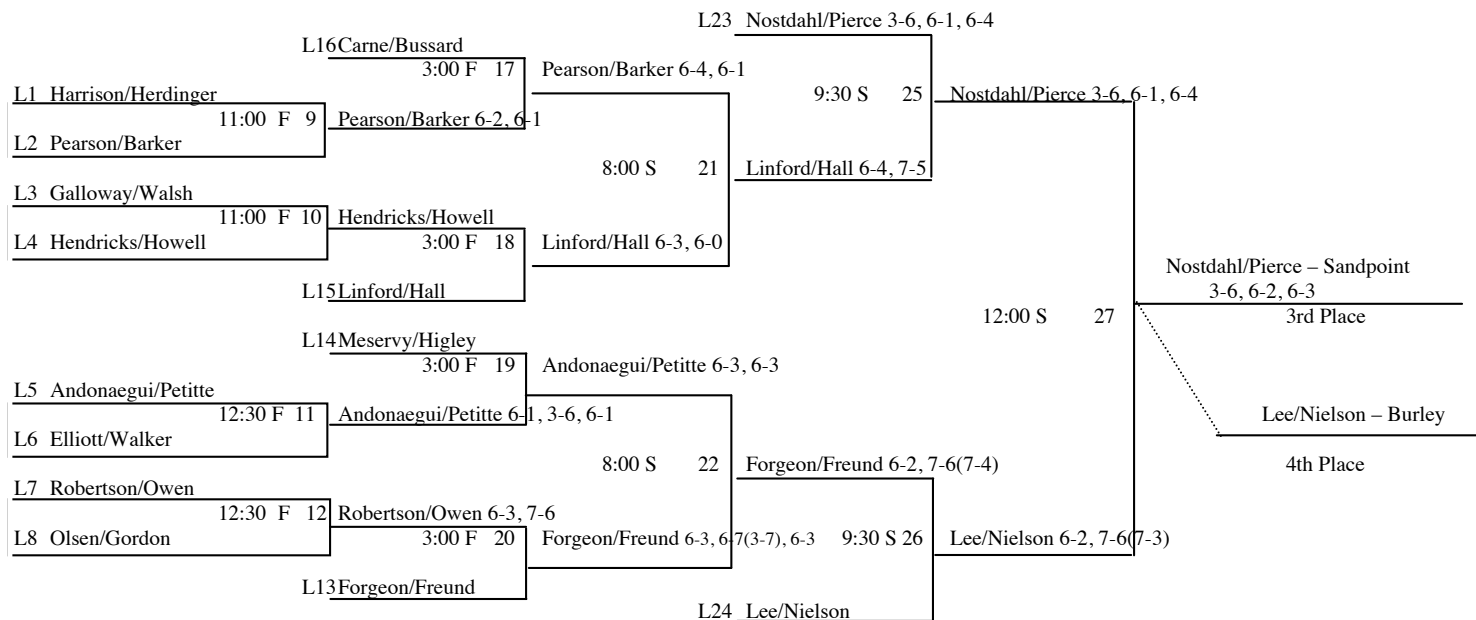 L23 Nostdahl/Pierce 3-6, 6-1, 6-4
L16 Carne/Bussard
3:00 F 17 Pearson/Barker 6-4, 6-1
L1 Harrison/Herdinger 9:30 S 25 Nostdahl/Pierce 3-6, 6-1, 6-4
11:00 F 9 Pearson/Barker 6-2, 6-1
L2 Pearson/Barker
8:00 S 21 Linford/Hall 6-4, 7-5
L3 Galloway/Walsh
11:00 F 10 Hendricks/Howell
L4 Hendricks/Howell 3:00 F 18 Linford/Hall 6-3, 6-0
Nostdahl/Pierce – Sandpoint
L15 Linford/Hall 3-6, 6-2, 6-3
12:00 S 27 3rd Place
L14 Meservy/Higley
3:00 F 19 Andonaegui/Petitte 6-3, 6-3
L5 Andonaegui/Petitte
12:30 F 11 Andonaegui/Petitte 6-1, 3-6, 6-1 Lee/Nielson – Burley
L6 Elliott/Walker
8:00 S 22 Forgeon/Freund 6-2, 7-6(7-4) 4th Place
L7 Robertson/Owen
12:30 F 12 Robertson/Owen 6-3, 7-6
L8 Olsen/Gordon 3:00 F 20 Forgeon/Freund 6-3, 6-7(3-7), 6-3 9:30 S 26 Lee/Nielson 6-2, 7-6(7-3)
L13 Forgeon/Freund
L24 Lee/Nielson